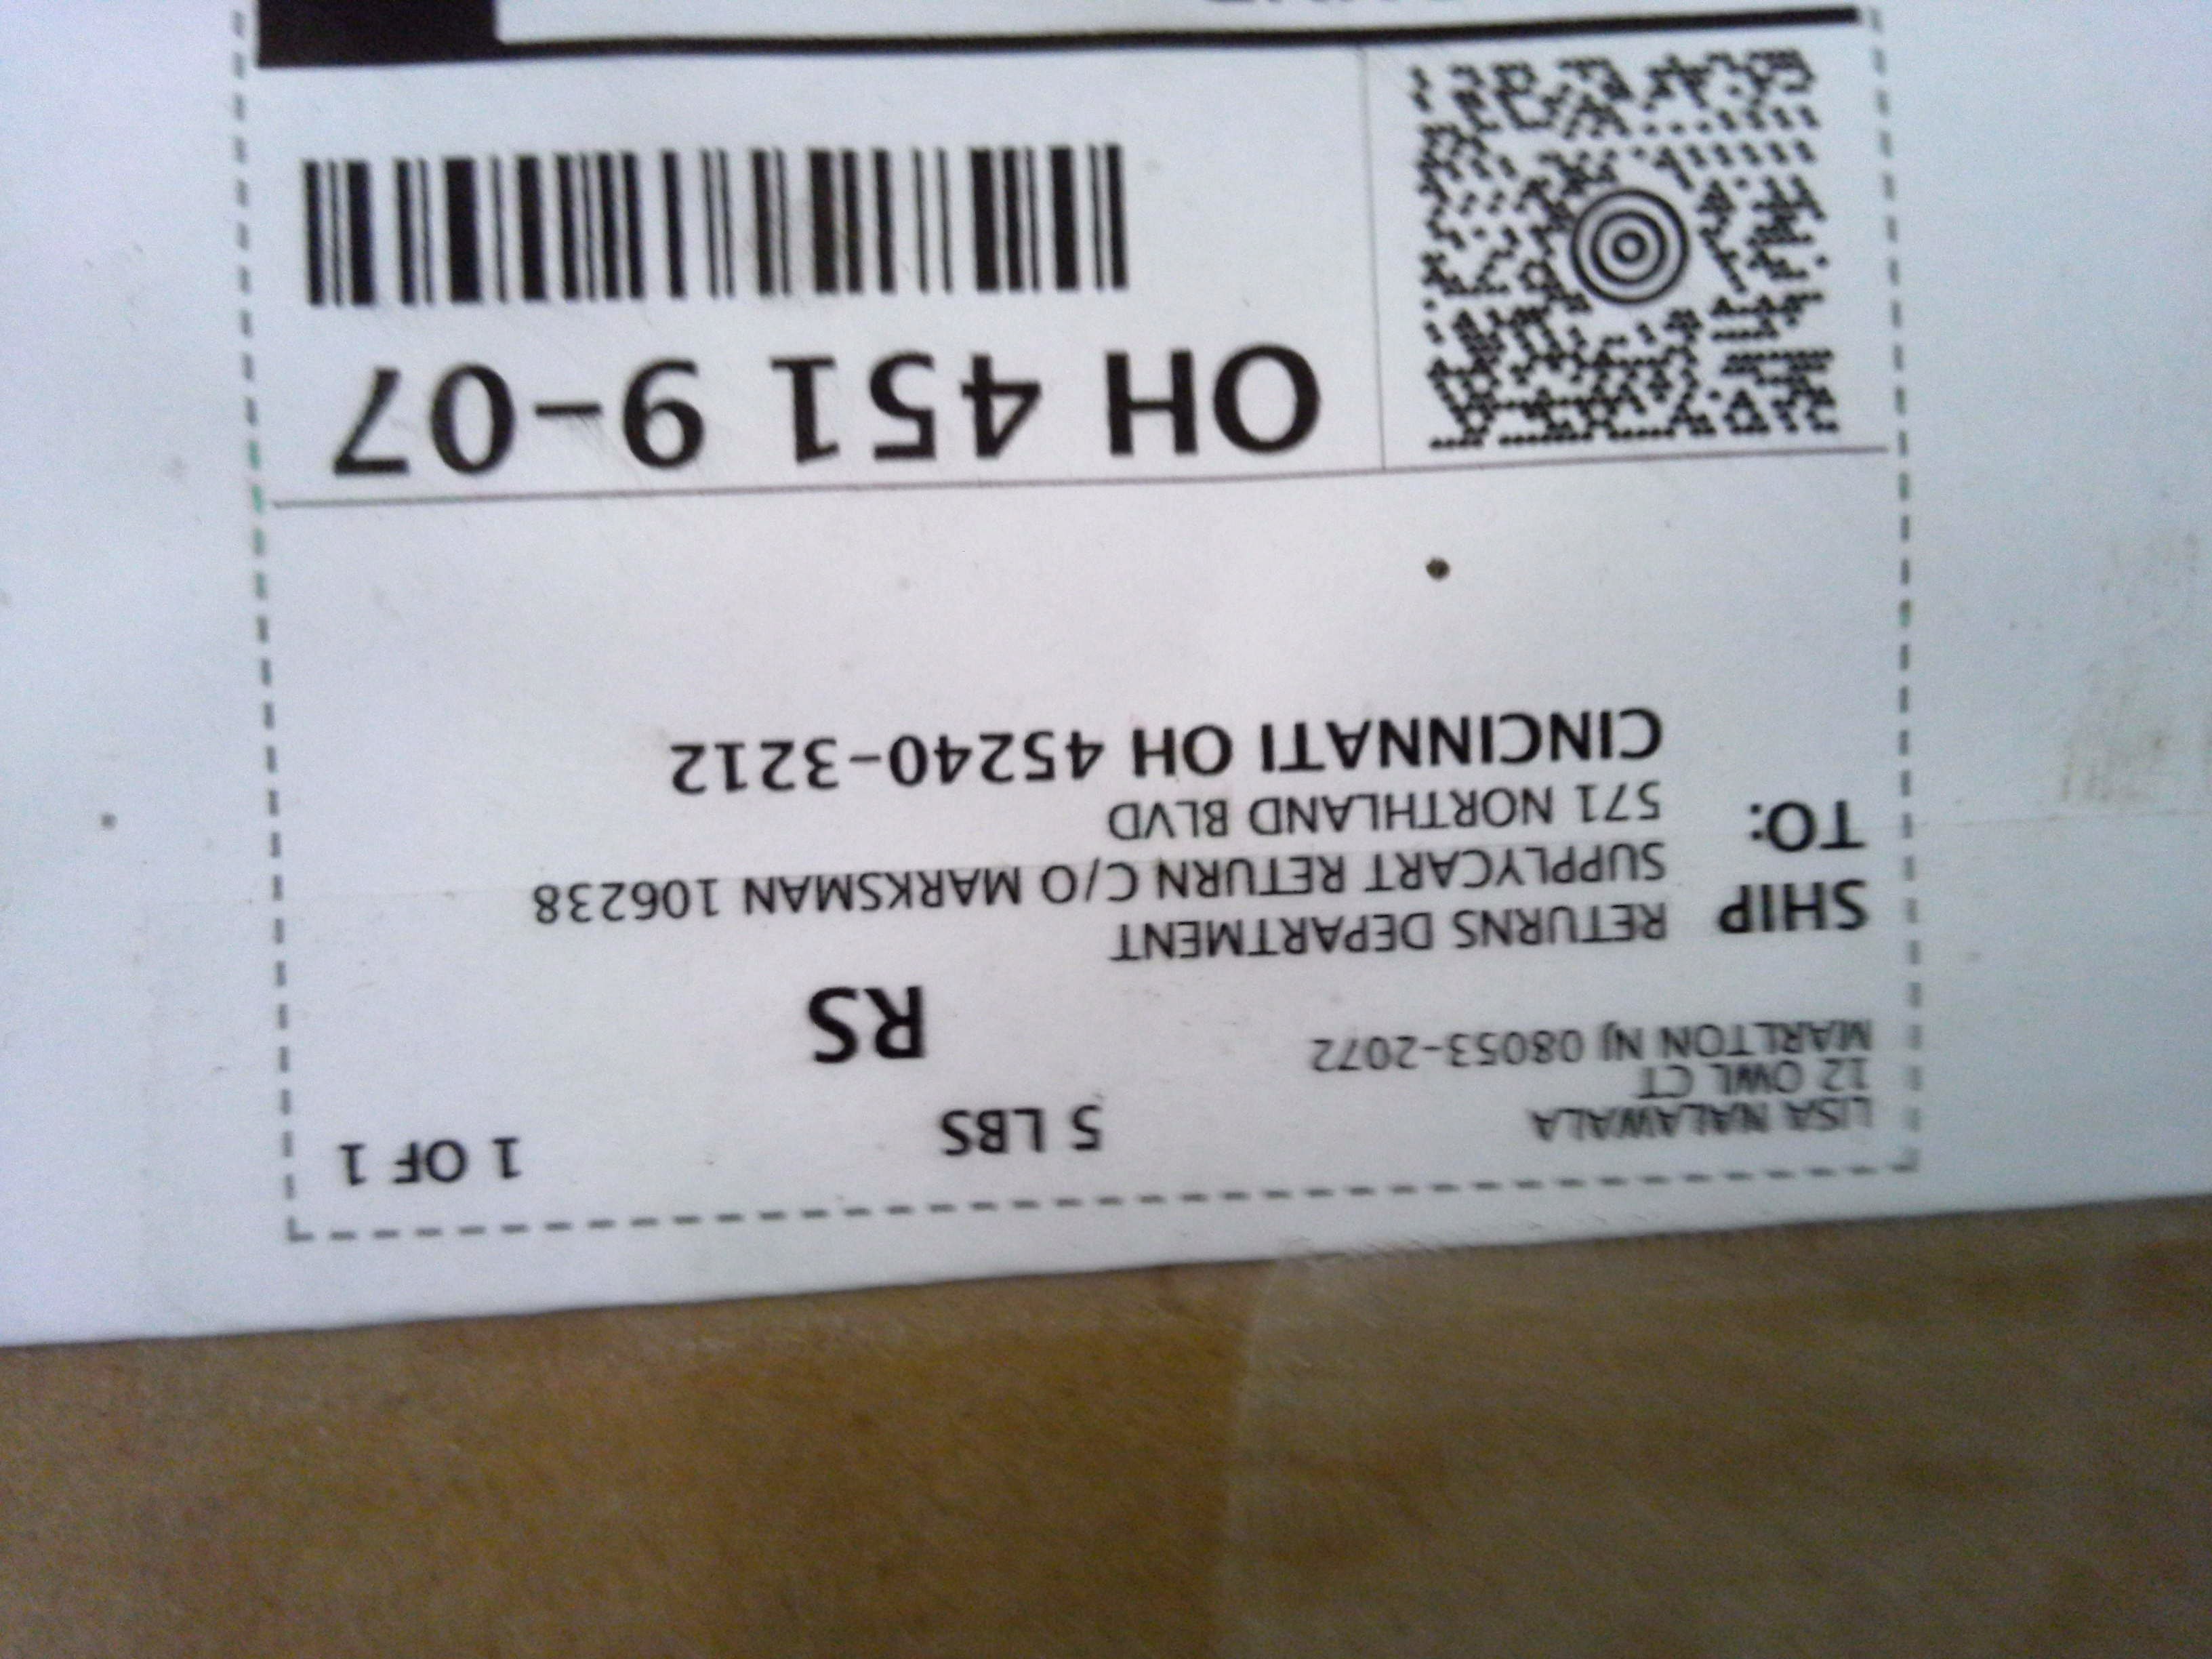 LISA NALAWALA
12 OWL CT
MARLTON NJ 08053-2072
5 LBS
1 OF 1
RS
SHIP TO:
RETURNS DEPARTMENT
SUPPLYCART RETURN C/O MARKSMAN 106238
571 NORTHLAND BLVD
CINCINNATI OH 45240-3212
OH 451 9-07